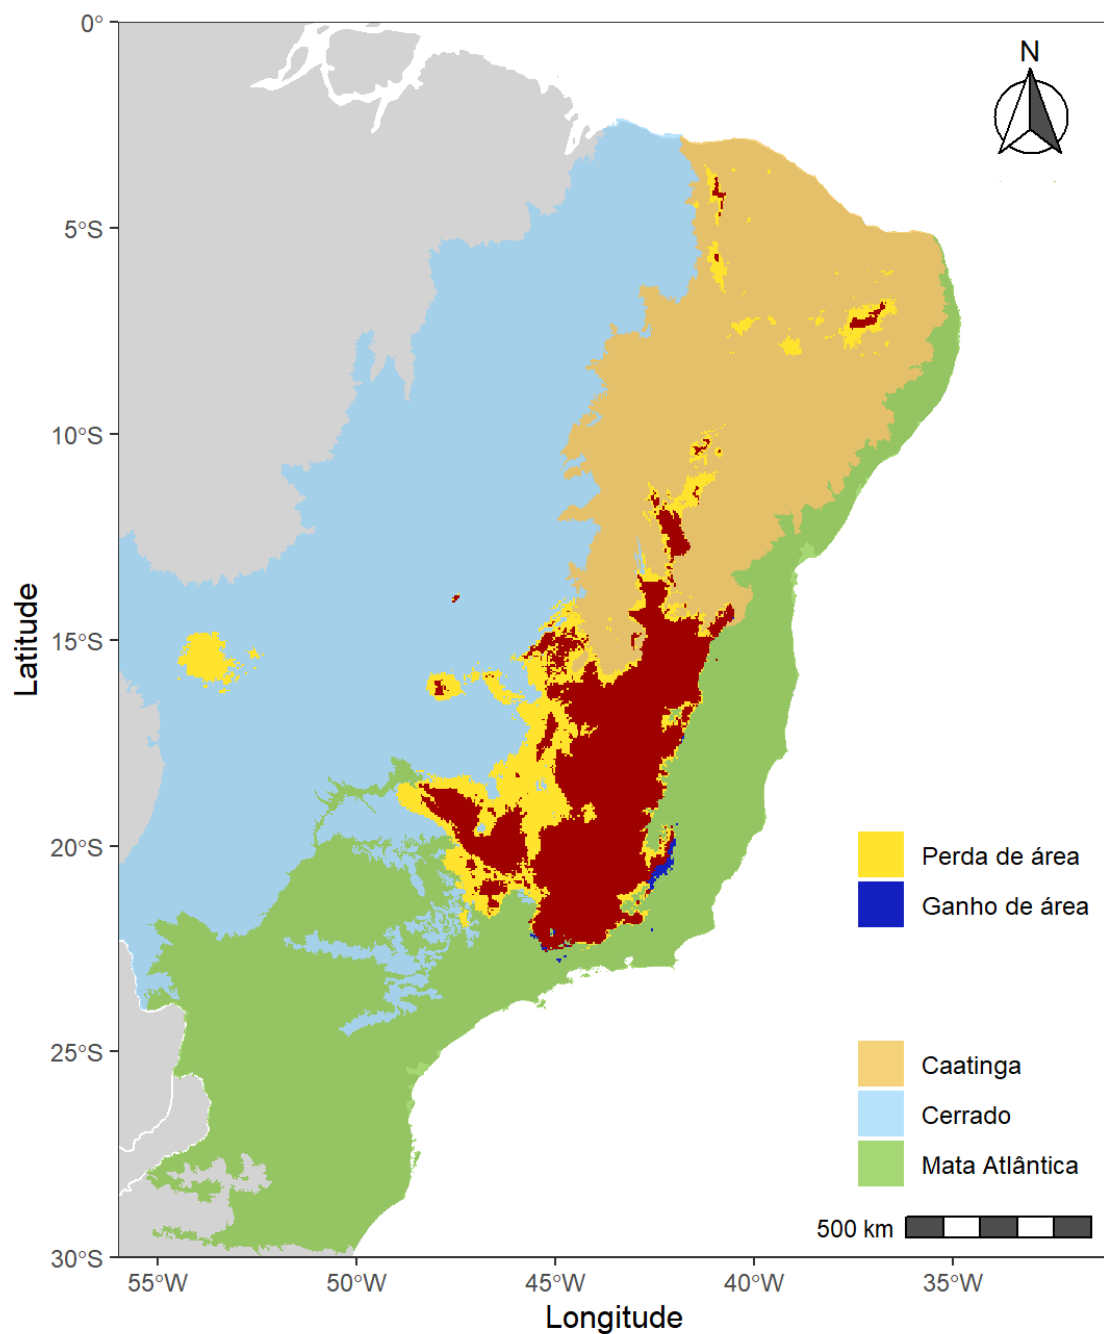 N
0°
5°S
10°S
15°S
20°S
25°S
30°S
Latitude
55°W
50°W
45°W
40°W
35°W
Longitude
Perda de área
Ganho de área
Caatinga
Cerrado
Mata Atlântica
500 km